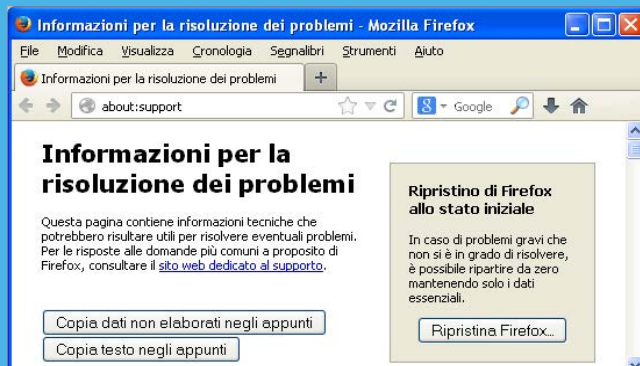 Informazioni per la risoluzione dei problemi - Mozilla Firefox
File Modifica Visualizza Cronologia Segnalibri Strumenti Aiuto
Informazioni per la risoluzione dei problemi
about:support
Google
Informazioni per la
risoluzione dei problemi
Questa pagina contiene informazioni tecniche che
potrebbero risultare utili per risolvere eventuali problemi.
Per le risposte alle domande più comuni a proposito di
Firefox, consultare il sito web dedicato al supporto.
Copia dati non elaborati negli appunti
Copia testo negli appunti
Ripristino di Firefox
allo stato iniziale
In caso di problemi gravi che
non si è in grado di risolvere,
è possibile ripartire da zero
mantenendo solo i dati
essenziali.
Ripristina Firefox...